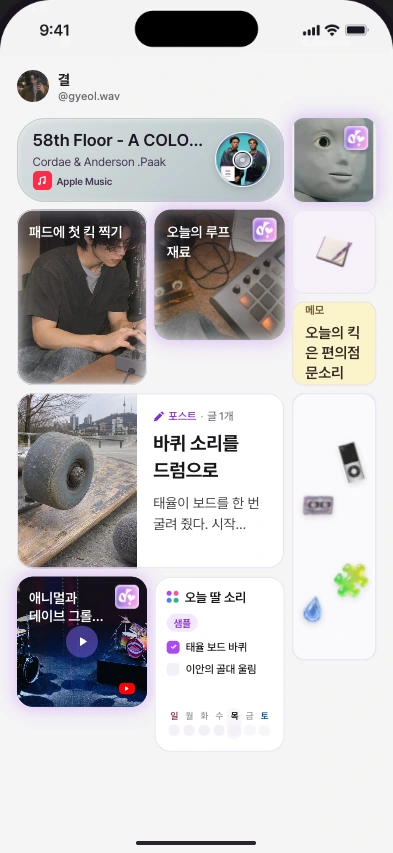 9:41
결
@gyeol.wav
58th Floor - A COLO...
Cordae & Anderson .Paak
Apple Music
패드에 첫 킥 찍기
오늘의 루프
재료
메모
오늘의 킥
은 편의점
문소리
포스트 · 글 1개
바퀴 소리를
드럼으로
태율이 보드를 한 번
굴려 줬다. 시작...
애니멀과
데이브 그롤...
오늘 딸 소리
샘플
태율 보드 바퀴
이안의 골대 울림
일 월 화 수 목 금 토